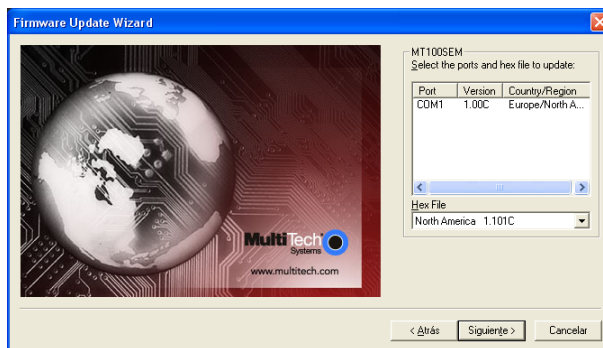 Firmware Update Wizard
MT100SEM
Select the ports and hex file to update:
Port Version Country/Region
COM1 1.00C Europe/North A...
Hex File
North America 1.101C
MultiTech
Systems
www.multitech.com
< Atrás Siguiente > Cancelar